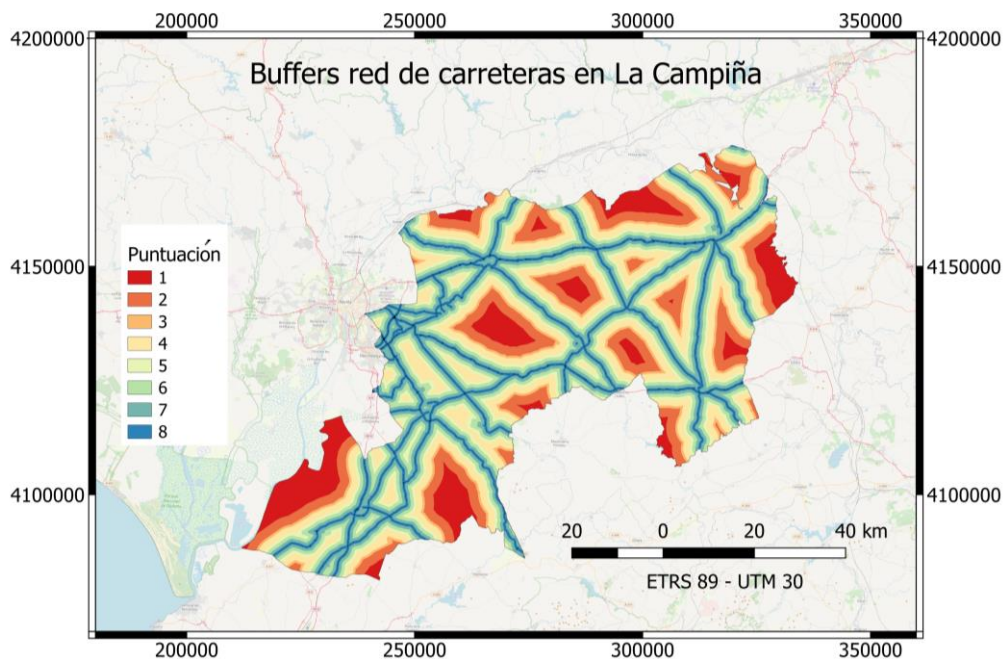 200000 250000 300000 350000
4200000 4200000
Buffers red de carreteras en La Campiña
4150000 4150000
Puntuación
1
2
3
4
5
6
7
8
4100000 4100000
20 0 20 40 km
ETRS 89 - UTM 30
200000 250000 300000 350000